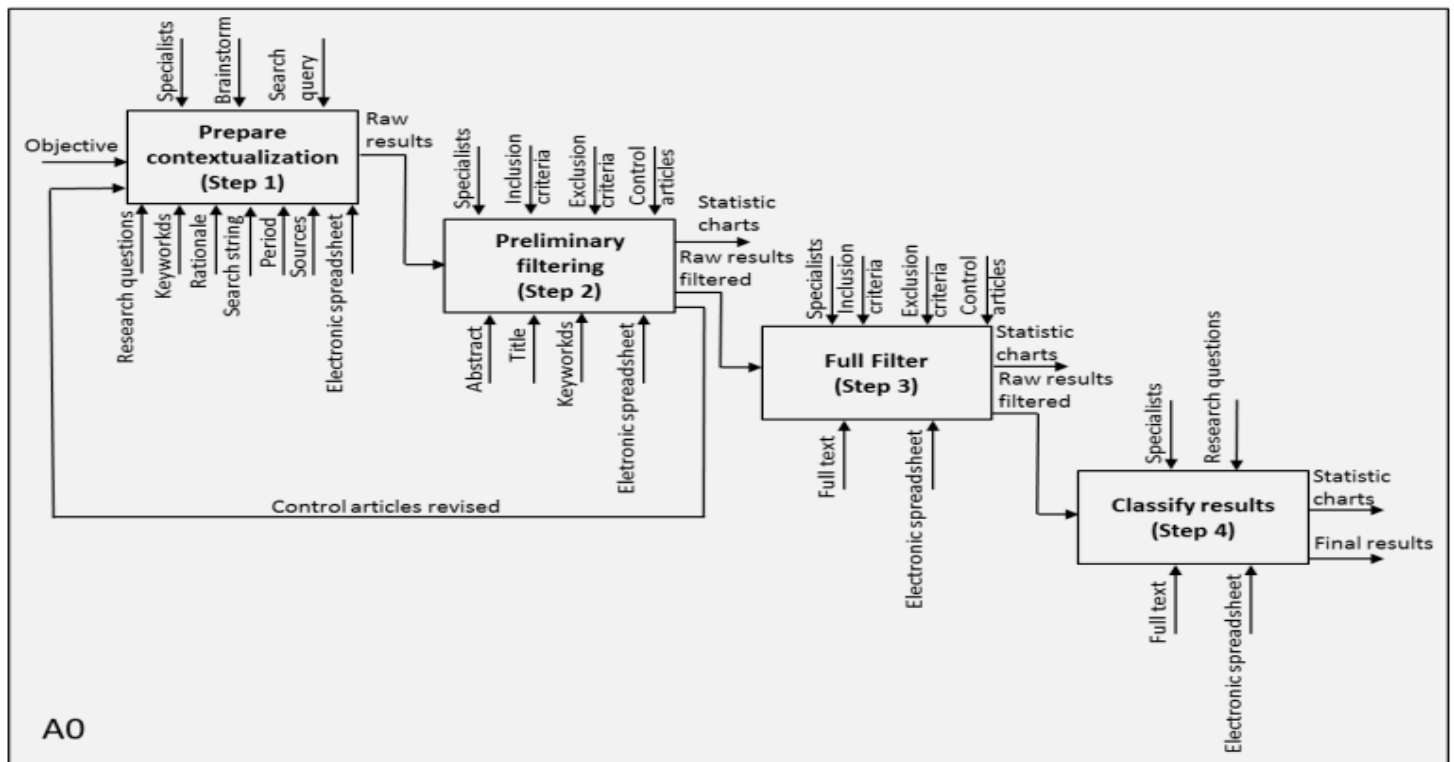 Specialists
Brainstorm
Search
query
Objective
Prepare
contextualization
(Step 1)
Raw
results
Research questions
Keyworkds
Rationale
Search string
Period
Sources
Electronic spreadsheet
Specialists
Inclusion
criteria
Exclusion
criteria
Control
articles
Preliminary
filtering
(Step 2)
Statistic
charts
Raw results
filtered
Abstract
Title
Keyworkds
Eletronic spreadsheet
Control articles revised
Specialists
Inclusion
criteria
Exclusion
criteria
Control
articles
Full Filter
(Step 3)
Statistic
charts
Raw results
filtered
Full text
Electronic spreadsheet
Specialists
Research questions
Classify results
(Step 4)
Statistic
charts
Final results
Full text
Electronic spreadsheet
A0